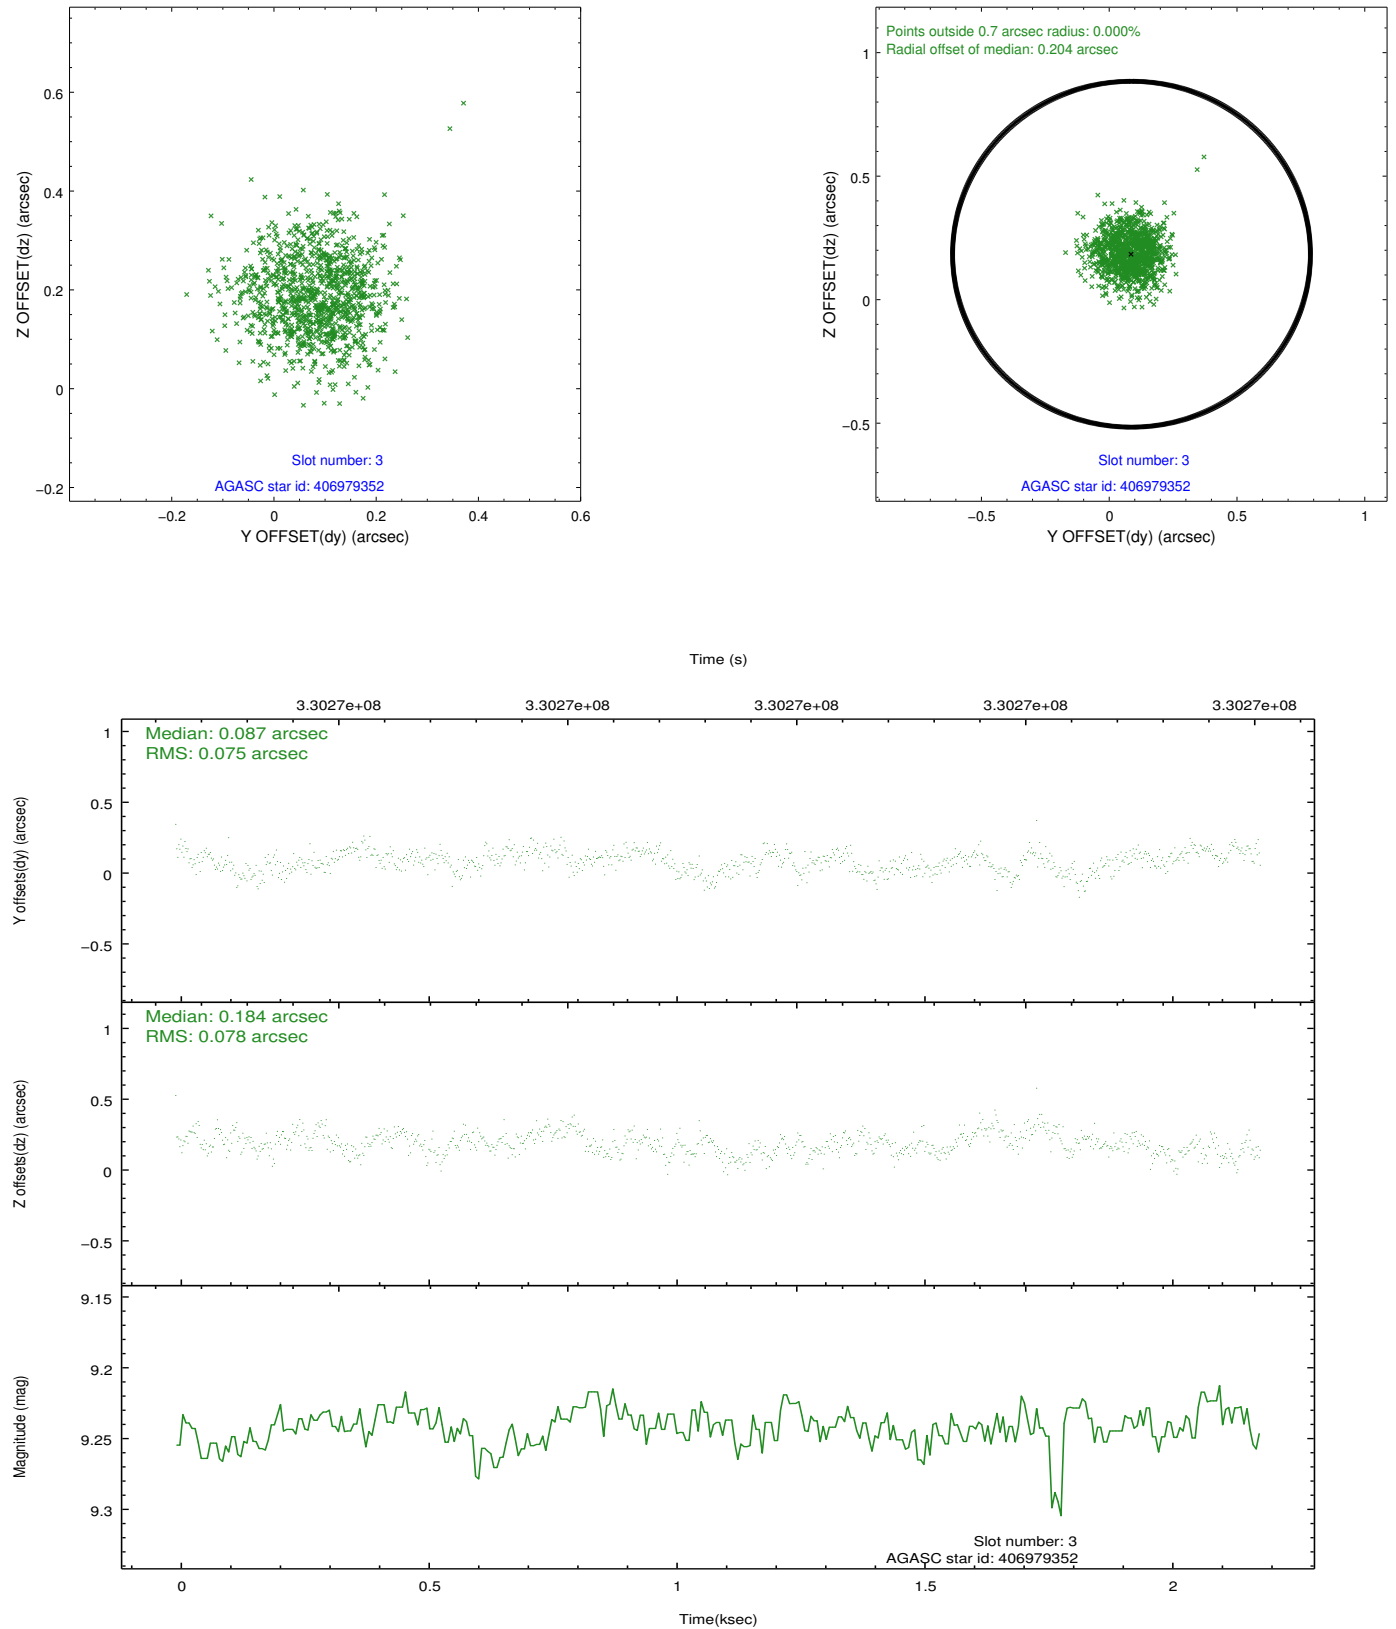 0.6
0.4
0.2
0
−0.2
Z OFFSET(dz) (arcsec)
Slot number: 3
AGASC star id: 406979352
−0.2 0 0.2 0.4 0.6
Y OFFSET(dy) (arcsec)
Points outside 0.7 arcsec radius: 0.000%
Radial offset of median: 0.204 arcsec
1
0.5
0
−0.5
Z OFFSET(dz) (arcsec)
Slot number: 3
AGASC star id: 406979352
−0.5 0 0.5 1
Y OFFSET(dy) (arcsec)
Time (s)
3.3027e+08 3.3027e+08 3.3027e+08 3.3027e+08 3.3027e+08
Median: 0.087 arcsec
RMS: 0.075 arcsec
1
0.5
0
−0.5
Y offsets(dy) (arcsec)
Median: 0.184 arcsec
RMS: 0.078 arcsec
1
0.5
0
−0.5
Z offsets(dz) (arcsec)
9.15
9.2
9.25
9.3
Magnitude (mag)
Slot number: 3
AGASC star id: 406979352
0 0.5 1 1.5 2
Time(ksec)